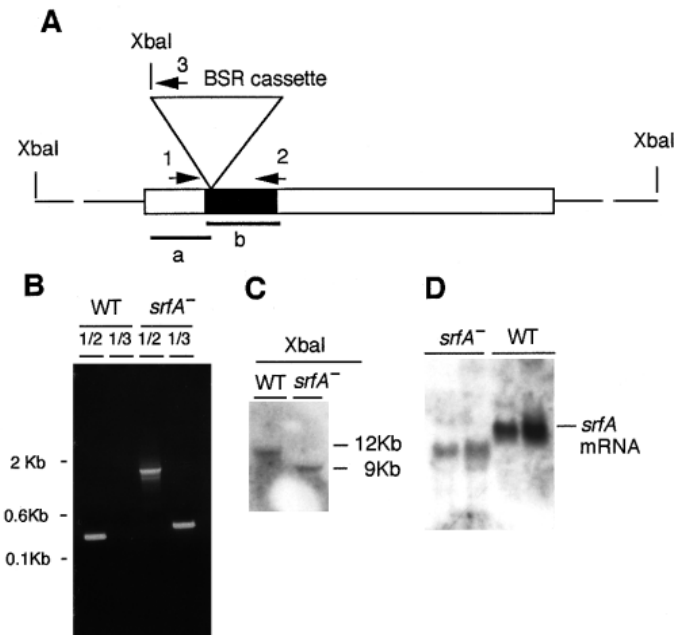 A
XbaI
3
BSR cassette
XbaI
XbaI
1
2
a
b
B
WT srfA–
1/2 1/3 1/2 1/3
2 Kb
0.6Kb
0.1Kb
C
XbaI
WT srfA–
12Kb
9Kb
D
srfA– WT
srfA
mRNA